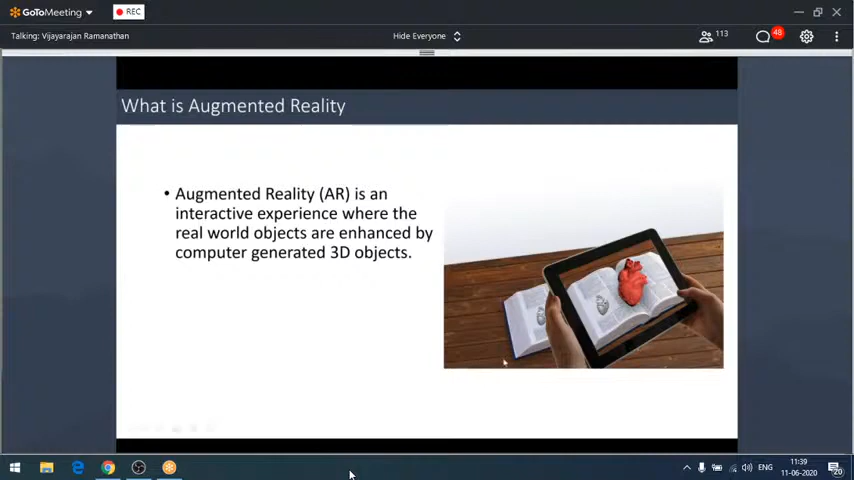 GoToMeeting
REC
Talking: Vijayarajan Ramanathan
Hide Everyone
113
48
What is Augmented Reality
• Augmented Reality (AR) is an
interactive experience where the
real world objects are enhanced by
computer generated 3D objects.
ENG
11:39
11-06-2020
20